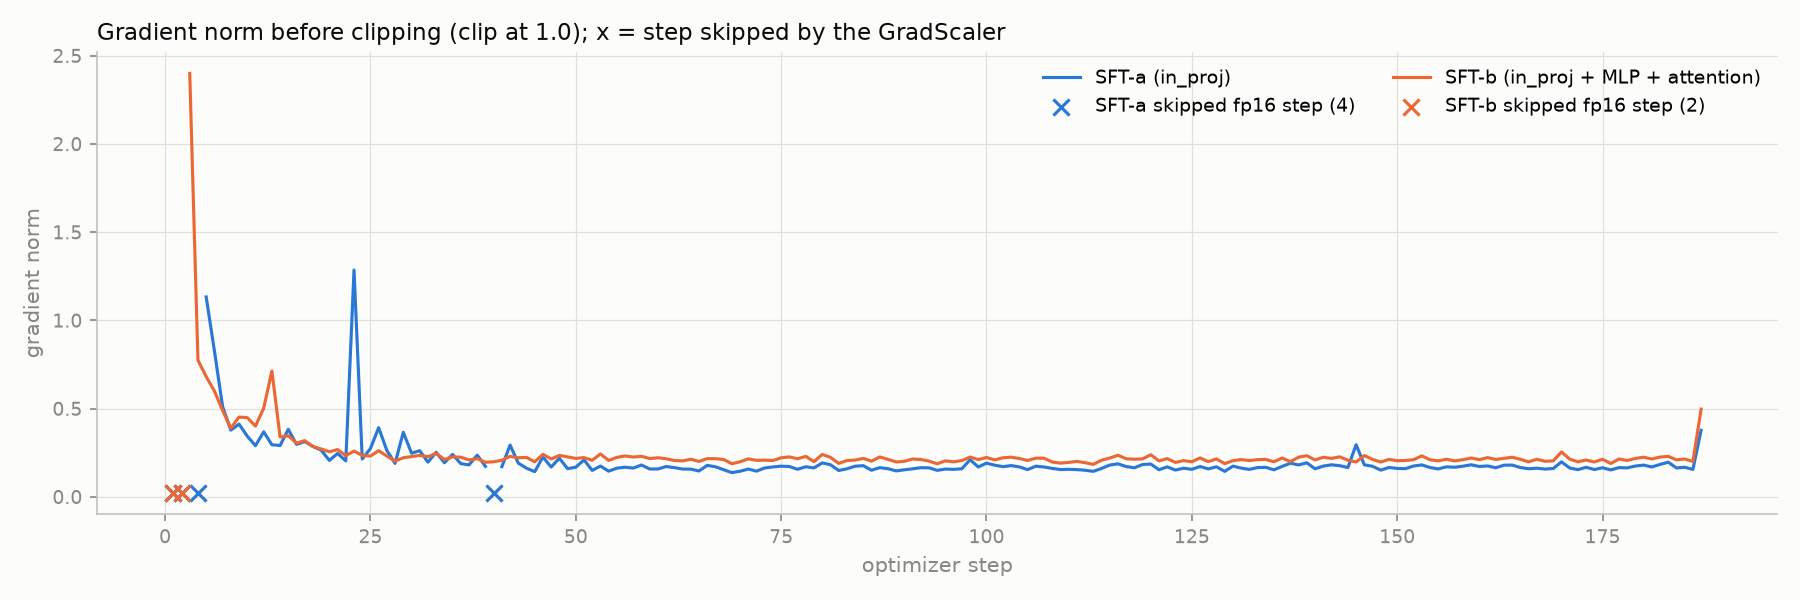 Gradient norm before clipping (clip at 1.0); x = step skipped by the GradScaler
SFT-a (in_proj)
SFT-a skipped fp16 step (4)
SFT-b (in_proj + MLP + attention)
SFT-b skipped fp16 step (2)
gradient norm
2.5
2.0
1.5
1.0
0.5
0.0
0 25 50 75 100 125 150 175
optimizer step